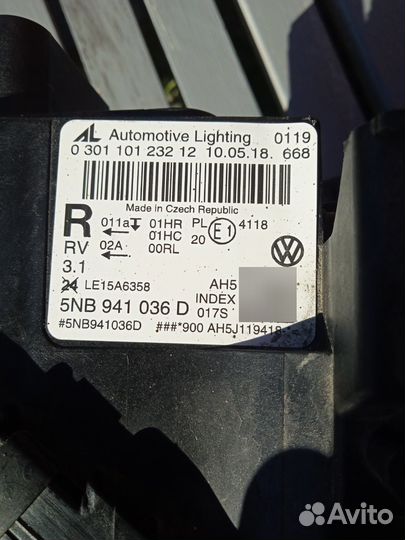 AL Automotive Lighting 0119
0 301 101 232 12 10.05.18. 668
Made in Czech Republic
R 011a 01HR PL E1 4118
01HC 20
RV 02A 00RL
3.1
24 LE15A6358 AH5
5NB 941 036 D INDEX
017S
#5NB941036D ###*900 AH5J119418
Avito